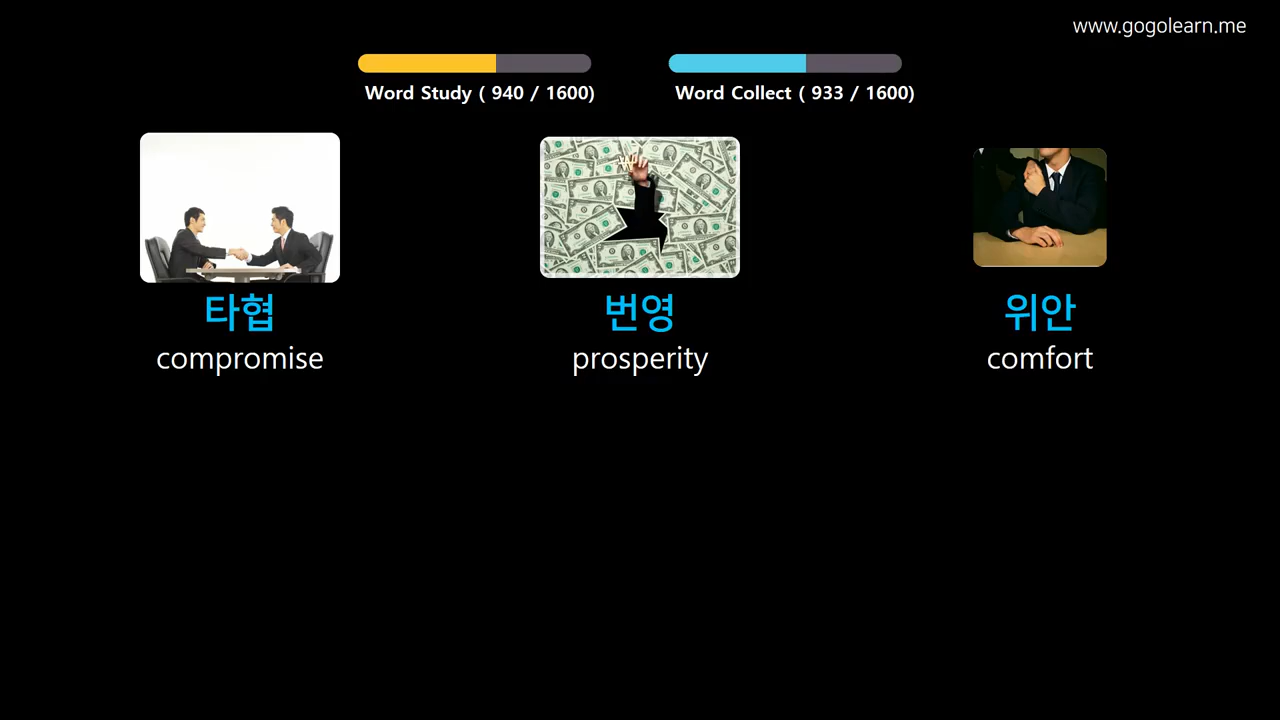 www.gogolearn.me
Word Study ( 940 / 1600)
Word Collect ( 933 / 1600)
타협
번영
위안
compromise
prosperity
comfort